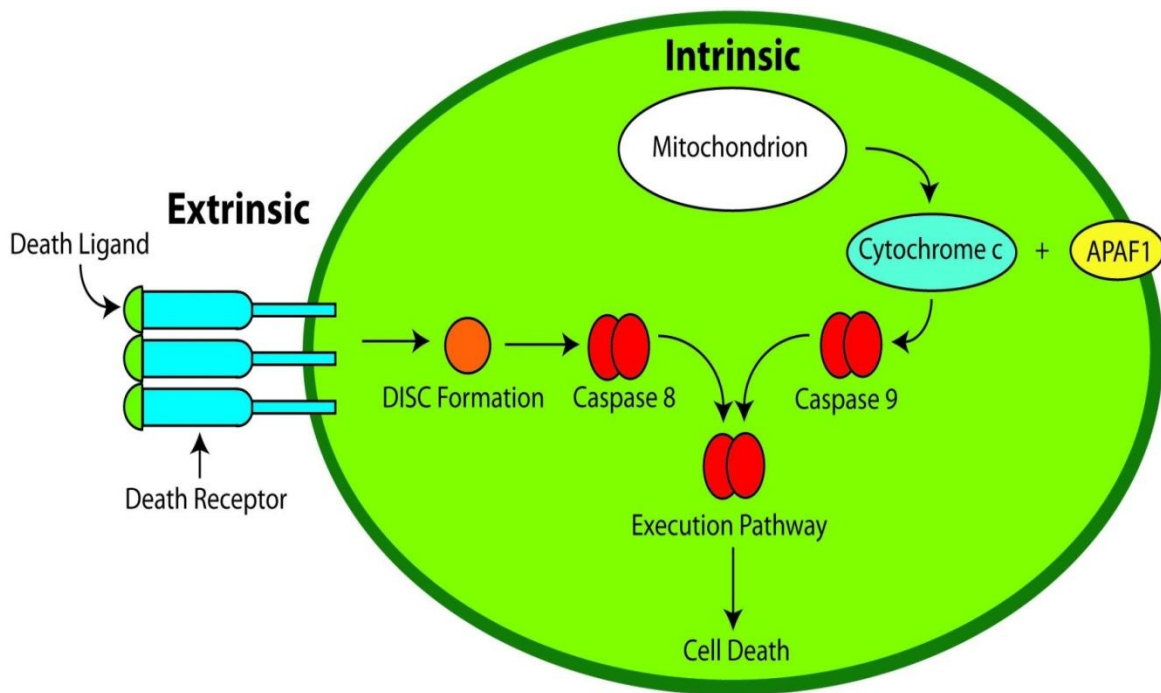 Intrinsic
Mitochondrion
Extrinsic
Death Ligand
Cytochrome c + APAF1
DISC Formation
Caspase 8
Caspase 9
Death Receptor
Execution Pathway
Cell Death